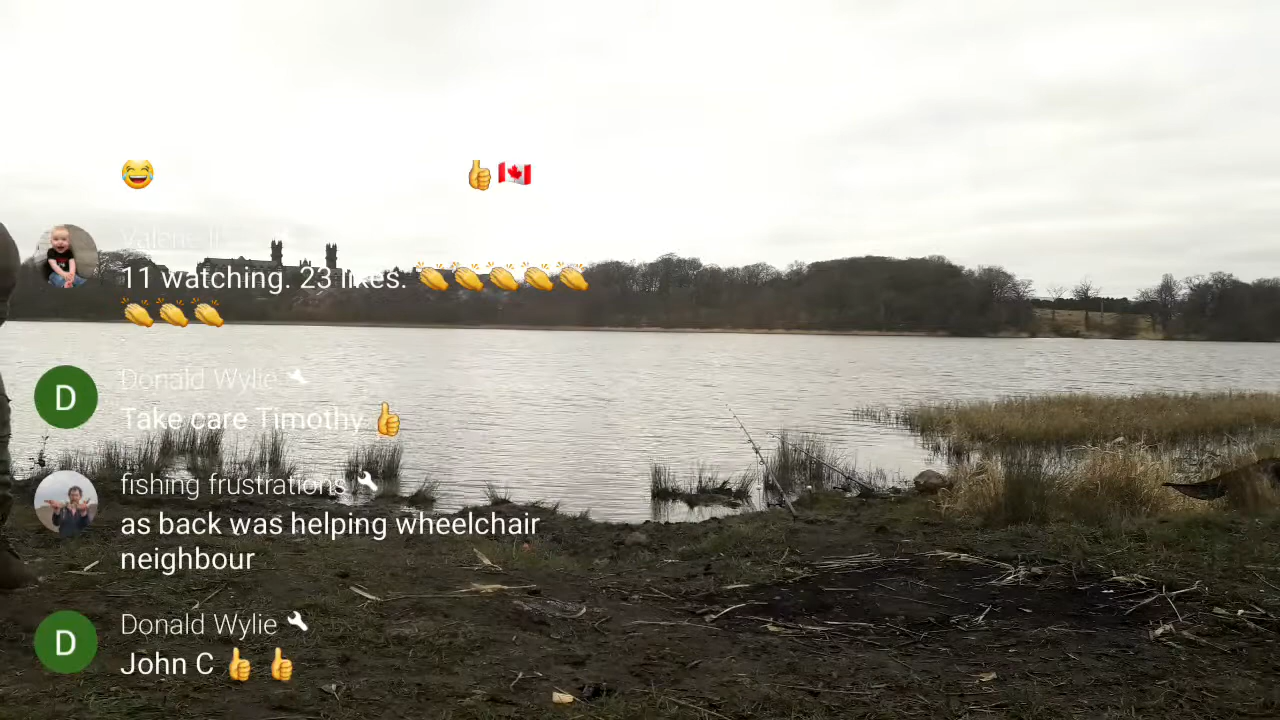 😂 👍🇨🇦
11 watching. 23 likes. 👏👏👏👏👏
👏👏👏
D
Donald Wylie
Take care Timothy 👍
fishing frustrations
as back was helping wheelchair
neighbour
D
Donald Wylie
John C 👍 👍